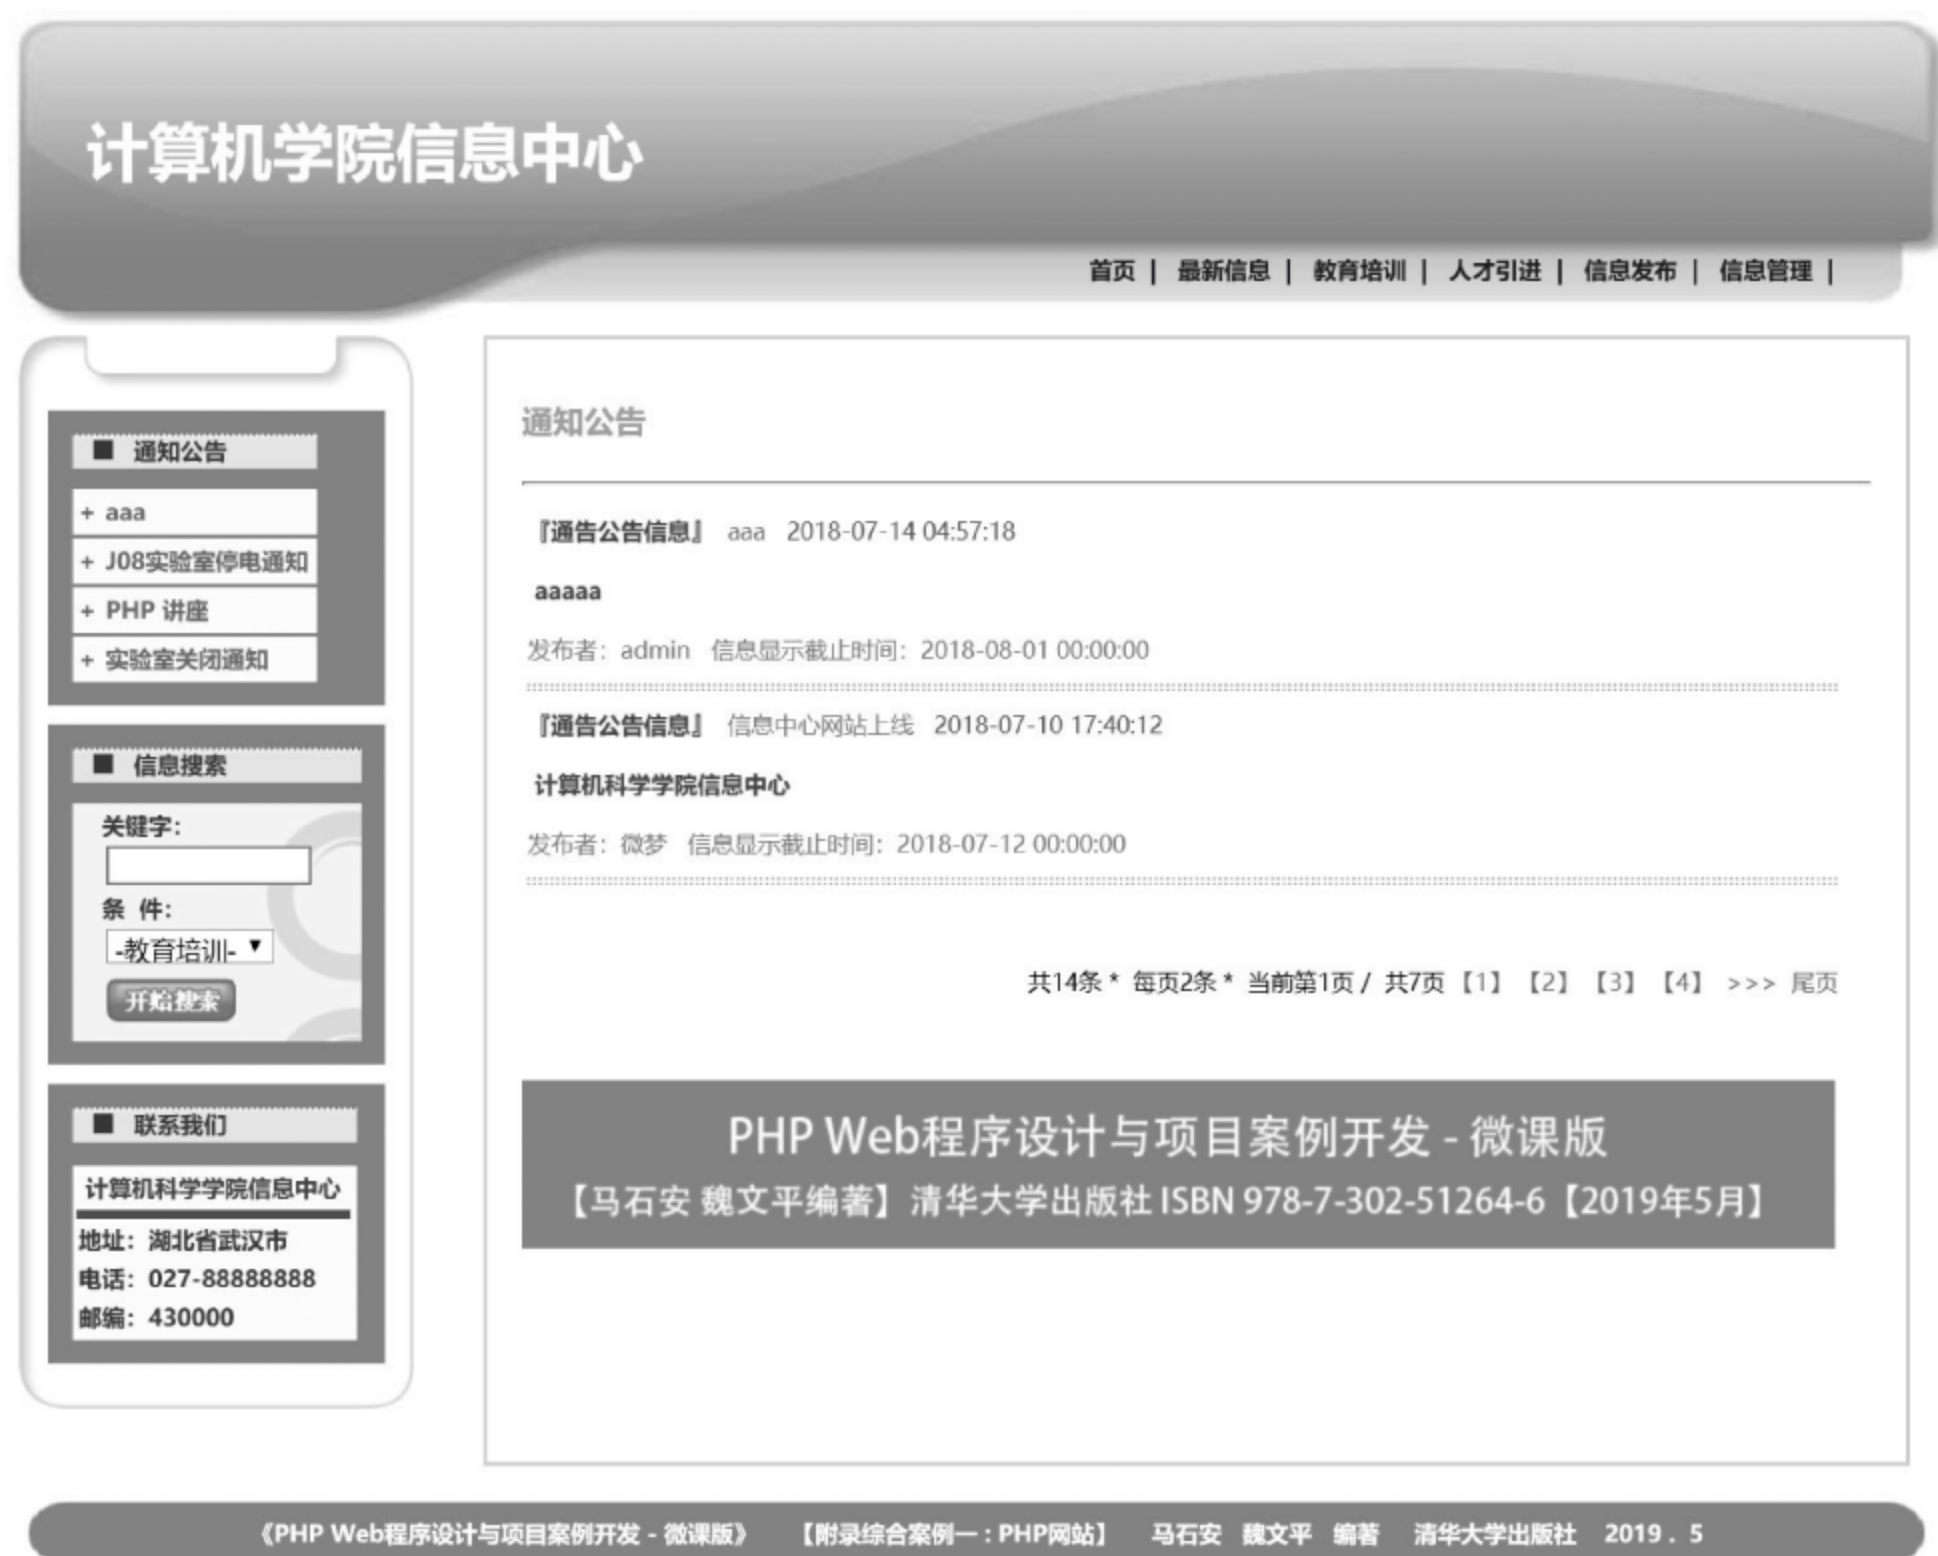 计算机学院信息中心
首页 | 最新信息 | 教育培训 | 人才引进 | 信息发布 | 信息管理 |
■ 通知公告
+ aaa
+ J08实验室停电通知
+ PHP 讲座
+ 实验室关闭通知
■ 信息搜索
关键字：
条 件：
-教育培训- ▼
开始搜索
■ 联系我们
计算机科学学院信息中心
地址：湖北省武汉市
电话：027-88888888
邮编：430000
通知公告
『通告公告信息』 aaa 2018-07-14 04:57:18
aaaaa
发布者：admin 信息显示截止时间：2018-08-01 00:00:00
『通告公告信息』 信息中心网站上线 2018-07-10 17:40:12
计算机科学学院信息中心
发布者：微梦 信息显示截止时间：2018-07-12 00:00:00
共14条 * 每页2条 * 当前第1页 / 共7页【1】【2】【3】【4】 >>> 尾页
PHP Web程序设计与项目案例开发 - 微课版
【马石安 魏文平编著】清华大学出版社 ISBN 978-7-302-51264-6【2019年5月】
《PHP Web程序设计与项目案例开发 - 微课版》 【附录综合案例一：PHP网站】 马石安 魏文平 编著 清华大学出版社 2019 . 5